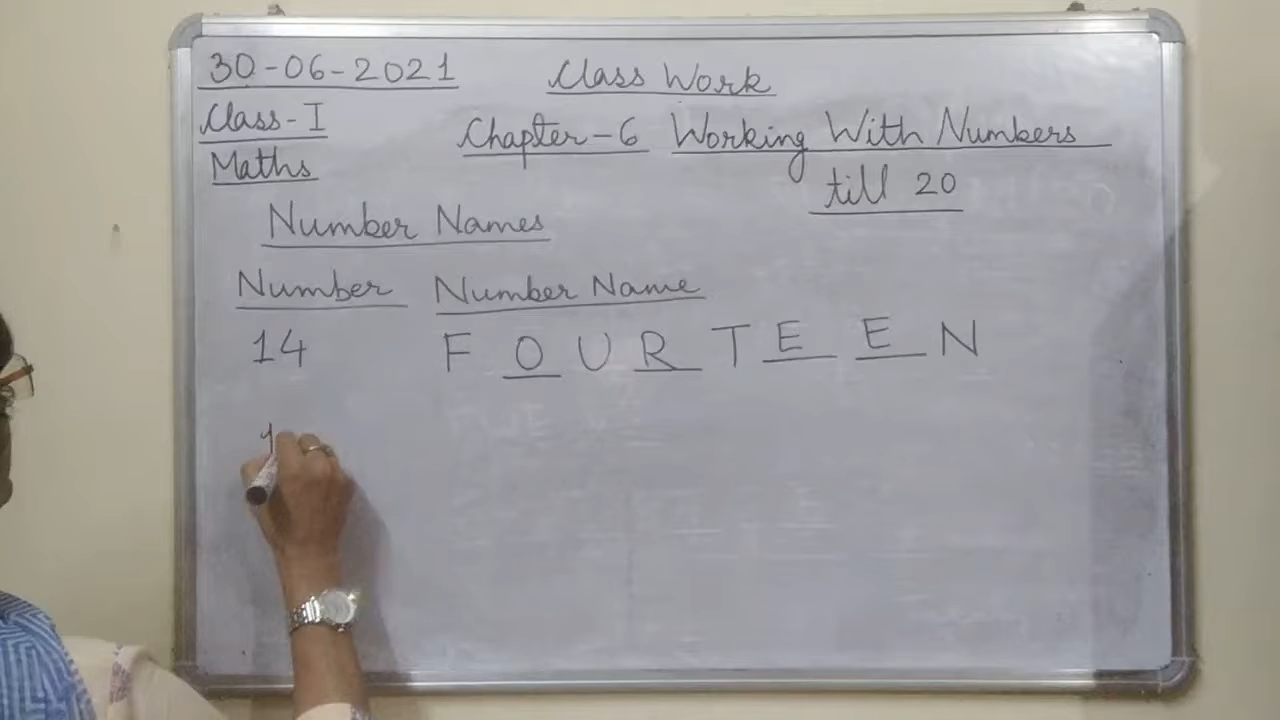 30-06-2021 Class Work
Class-I
Chapter-6 Working With Numbers
Maths
till 20
Number Names
Number Number Name
14 F O U R T E E N
1